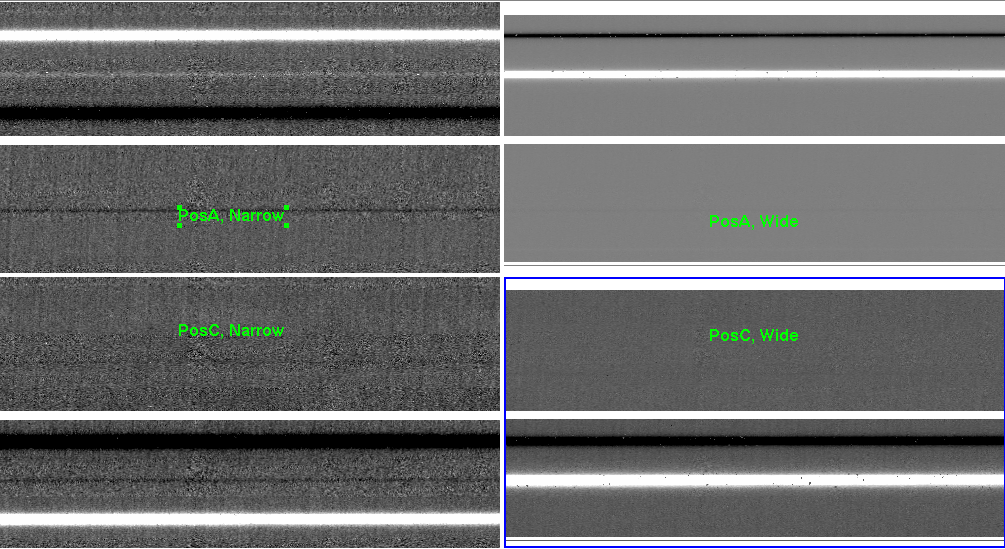 PosA, Narrow
PosA, Wide
PosC, Narrow
PosC, Wide